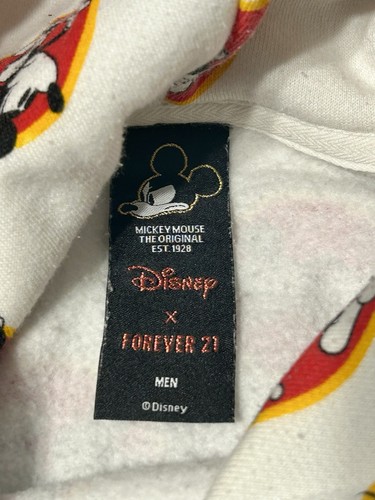 MICKEY MOUSE
THE ORIGINAL
EST. 1928
Disney
x
FOREVER 21
MEN
©Disney